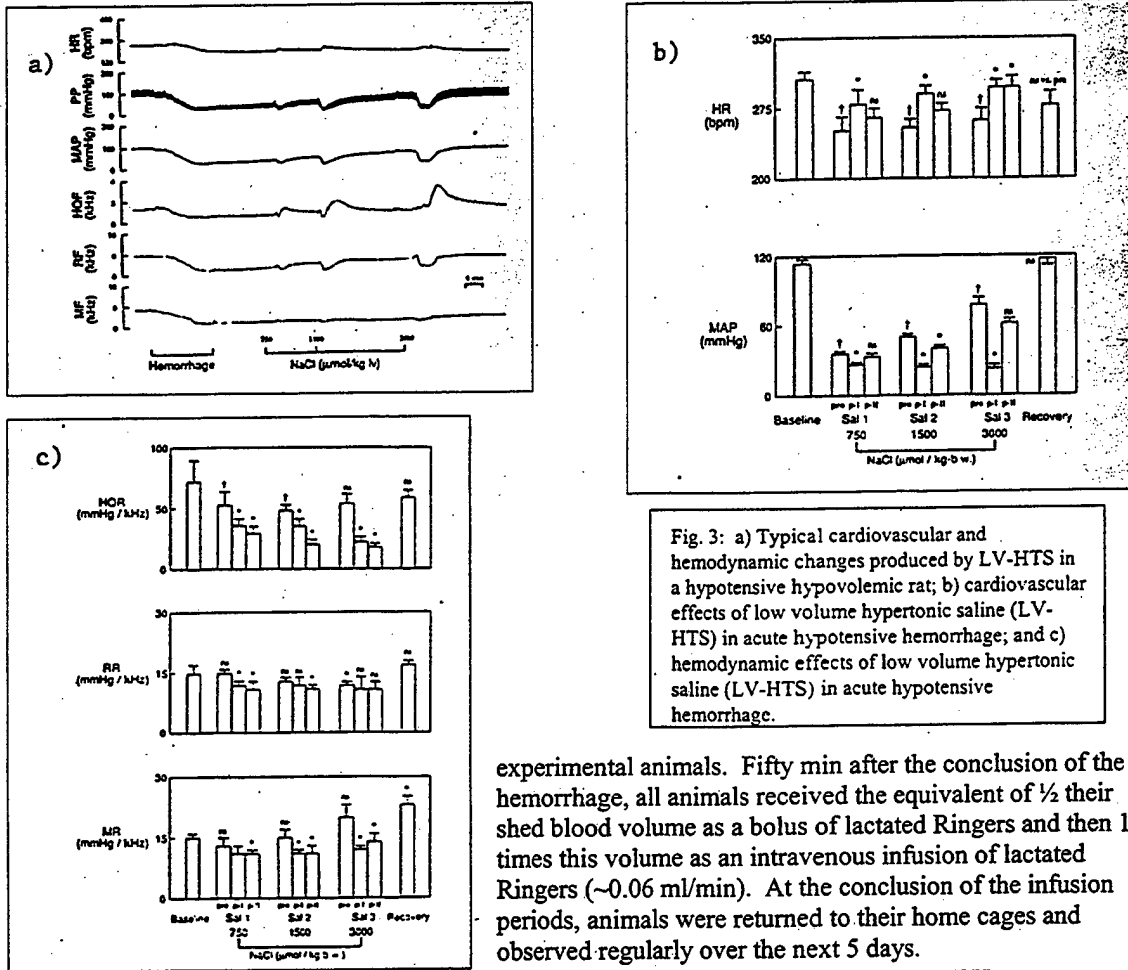 a)
HR
(bpm)
PP
(mmHg)
MAP
(mmHg)
HOF
(kHz)
RF
(kHz)
MF
(kHz)
Hemorrhage
NaCl (μmol/kg iv)
b)
350
HR
(bpm)
275
200
120
MAP
(mmHg)
60
0
Baseline
Sal 1
Sal 2
Sal 3
Recovery
750
1500
3000
NaCl (μmol / kg-b w.)
c)
100
HQR
(mmHg / kHz)
50
0
30
RR
(mmHg / kHz)
15
0
30
MR
(mmHg / kHz)
15
0
Baseline
Sal 1
Sal 2
Sal 3
Recovery
750
1500
3000
NaCl (μmol / kg b w.)
Fig. 3: a) Typical cardiovascular and
hemodynamic changes produced by LV-HTS in
a hypotensive hypovolemic rat; b) cardiovascular
effects of low volume hypertonic saline (LV-
HTS) in acute hypotensive hemorrhage; and c)
hemodynamic effects of low volume hypertonic
saline (LV-HTS) in acute hypotensive
hemorrhage.
experimental animals. Fifty min after the conclusion of the
hemorrhage, all animals received the equivalent of ½ their
shed blood volume as a bolus of lactated Ringers and then 1
times this volume as an intravenous infusion of lactated
Ringers (~0.06 ml/min). At the conclusion of the infusion
periods, animals were returned to their home cages and
observed regularly over the next 5 days.